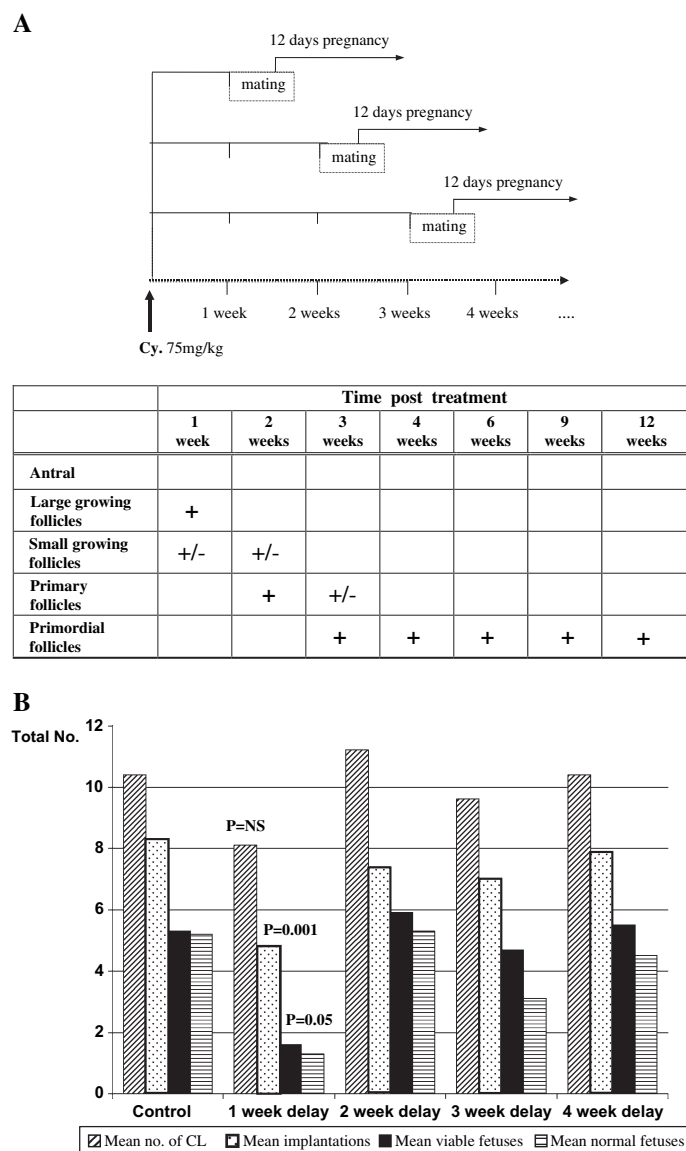 A
12 days pregnancy
mating
12 days pregnancy
mating
12 days pregnancy
mating
1 week 2 weeks 3 weeks 4 weeks ....
Cy. 75mg/kg
Time post treatment
1 2 3 4 6 9 12
week weeks weeks weeks weeks weeks weeks
Antral
Large growing
follicles +
Small growing
follicles +/- +/-
Primary
follicles + +/-
Primordial
follicles + + + + +
B
Total No.
12
10
8
6
4
2
0
P=NS
P=0.001
P=0.05
Control 1 week delay 2 week delay 3 week delay 4 week delay
Mean no. of CL Mean implantations Mean viable fetuses Mean normal fetuses